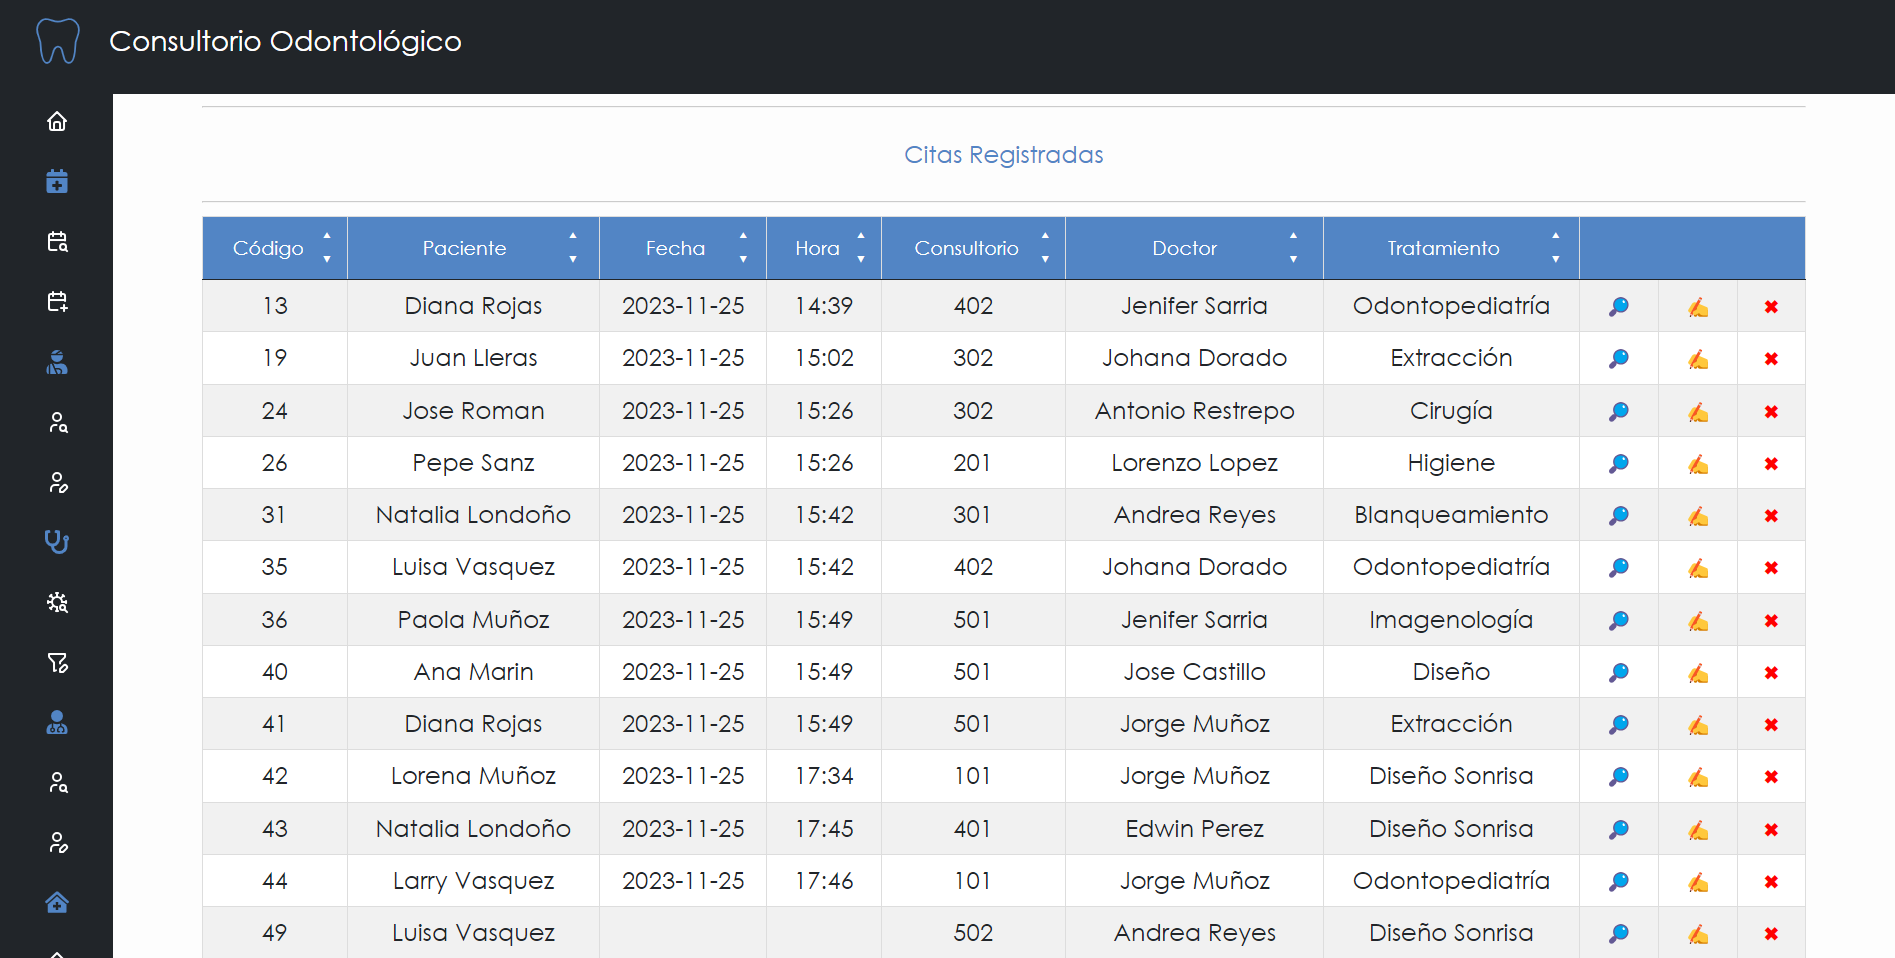 Consultorio Odontológico
Citas Registradas
Código Paciente Fecha Hora Consultorio Doctor Tratamiento
13 Diana Rojas 2023-11-25 14:39 402 Jenifer Sarria Odontopediatría
19 Juan Lleras 2023-11-25 15:02 302 Johana Dorado Extracción
24 Jose Roman 2023-11-25 15:26 302 Antonio Restrepo Cirugía
26 Pepe Sanz 2023-11-25 15:26 201 Lorenzo Lopez Higiene
31 Natalia Londoño 2023-11-25 15:42 301 Andrea Reyes Blanqueamiento
35 Luisa Vasquez 2023-11-25 15:42 402 Johana Dorado Odontopediatría
36 Paola Muñoz 2023-11-25 15:49 501 Jenifer Sarria Imagenología
40 Ana Marin 2023-11-25 15:49 501 Jose Castillo Diseño
41 Diana Rojas 2023-11-25 15:49 501 Jorge Muñoz Extracción
42 Lorena Muñoz 2023-11-25 17:34 101 Jorge Muñoz Diseño Sonrisa
43 Natalia Londoño 2023-11-25 17:45 401 Edwin Perez Diseño Sonrisa
44 Larry Vasquez 2023-11-25 17:46 101 Jorge Muñoz Odontopediatría
49 Luisa Vasquez 502 Andrea Reyes Diseño Sonrisa